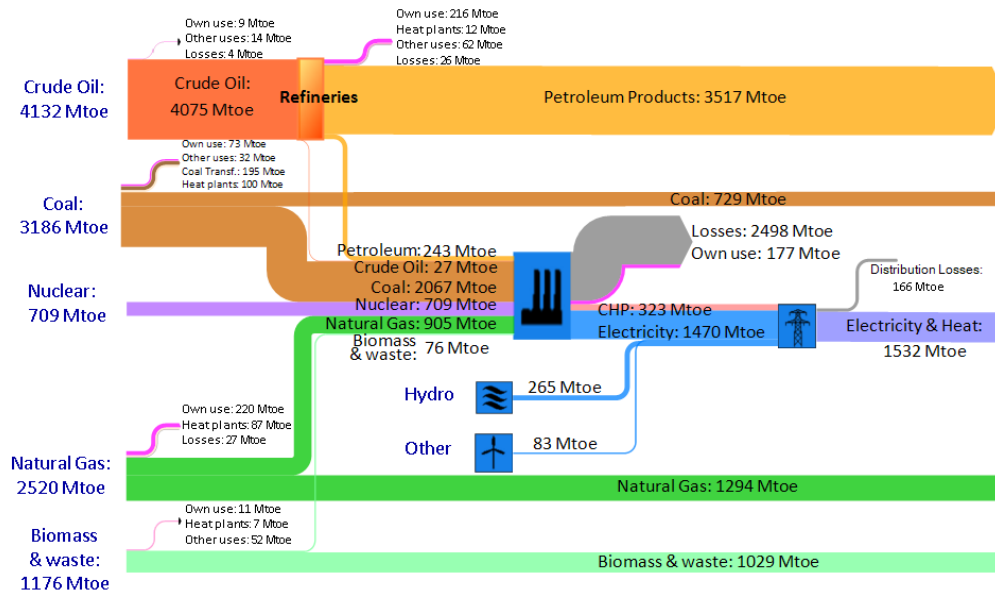 Own use: 9 Mtoe
Other uses: 14 Mtoe
Losses: 4 Mtoe
Own use: 216 Mtoe
Heat plants: 12 Mtoe
Other uses: 62 Mtoe
Losses: 26 Mtoe
Crude Oil:
4132 Mtoe
Crude Oil:
4075 Mtoe
Refineries
Petroleum Products: 3517 Mtoe
Own use: 73 Mtoe
Other uses: 32 Mtoe
Coal Transf.: 195 Mtoe
Heat plants: 100 Mtoe
Coal:
3186 Mtoe
Coal: 729 Mtoe
Losses: 2498 Mtoe
Own use: 177 Mtoe
Petroleum: 243 Mtoe
Crude Oil: 27 Mtoe
Coal: 2067 Mtoe
Nuclear: 709 Mtoe
Natural Gas: 905 Mtoe
Biomass
& waste: 76 Mtoe
Nuclear:
709 Mtoe
Distribution Losses:
166 Mtoe
CHP: 323 Mtoe
Electricity: 1470 Mtoe
Electricity & Heat:
1532 Mtoe
Hydro
265 Mtoe
Other
83 Mtoe
Own use: 220 Mtoe
Heat plants: 87 Mtoe
Losses: 27 Mtoe
Natural Gas:
2520 Mtoe
Natural Gas: 1294 Mtoe
Own use: 11 Mtoe
Heat plants: 7 Mtoe
Other uses: 52 Mtoe
Biomass
& waste:
1176 Mtoe
Biomass & waste: 1029 Mtoe